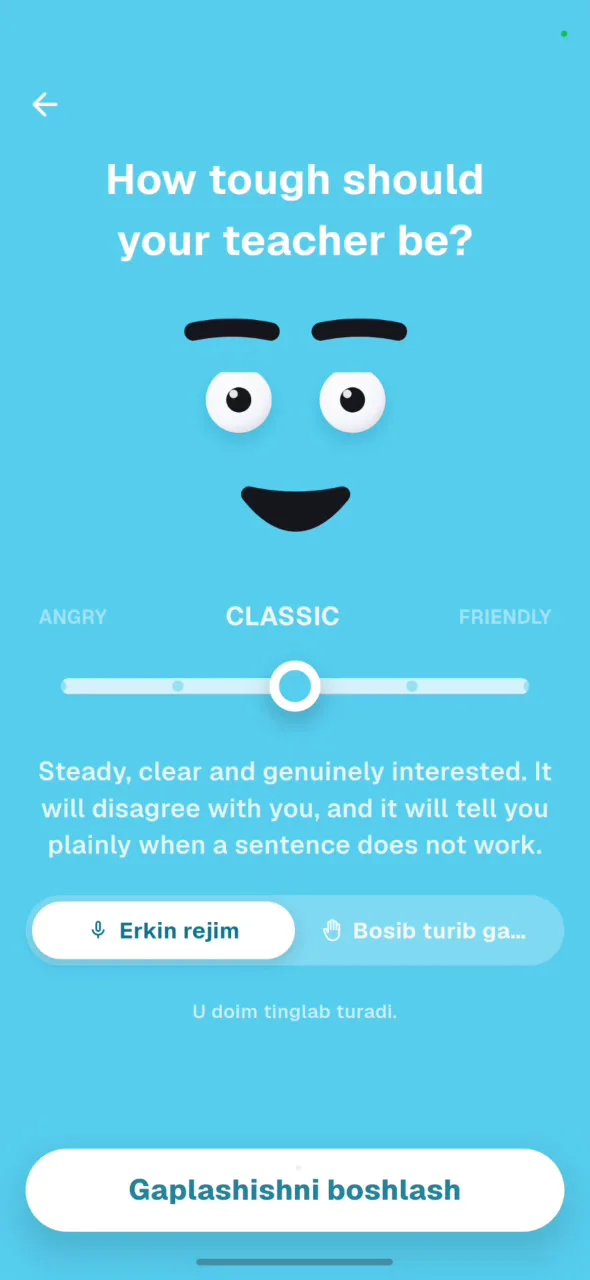 How tough should
your teacher be?
ANGRY
CLASSIC
FRIENDLY
Steady, clear and genuinely interested. It
will disagree with you, and it will tell you
plainly when a sentence does not work.
Erkin rejim
Bosib turib ga...
U doim tinglab turadi.
Gaplashishni boshlash